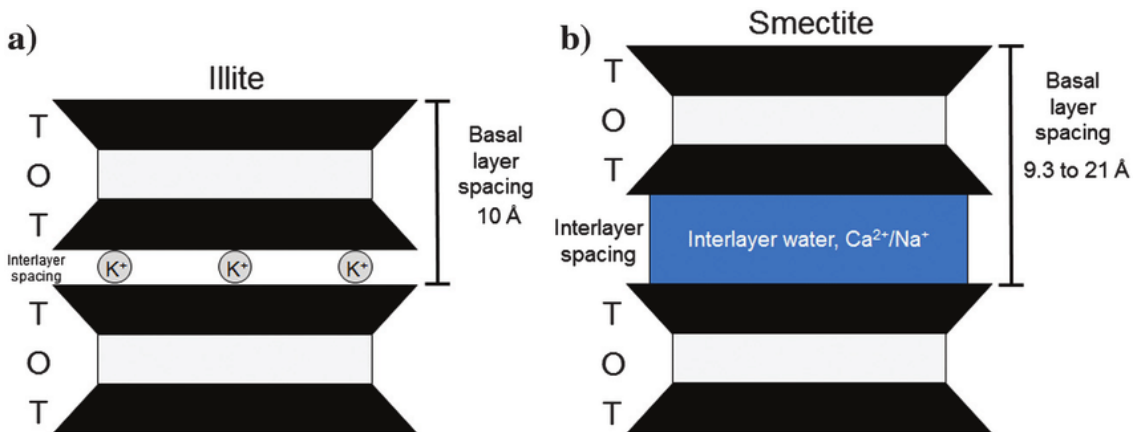 a)
Illite
T
O
T
Interlayer
spacing
K⁺
K⁺
K⁺
T
O
T
Basal
layer
spacing
10 Å
b)
Smectite
T
O
T
Interlayer
spacing
Interlayer water, Ca²⁺/Na⁺
T
O
T
Basal
layer
spacing
9.3 to 21 Å